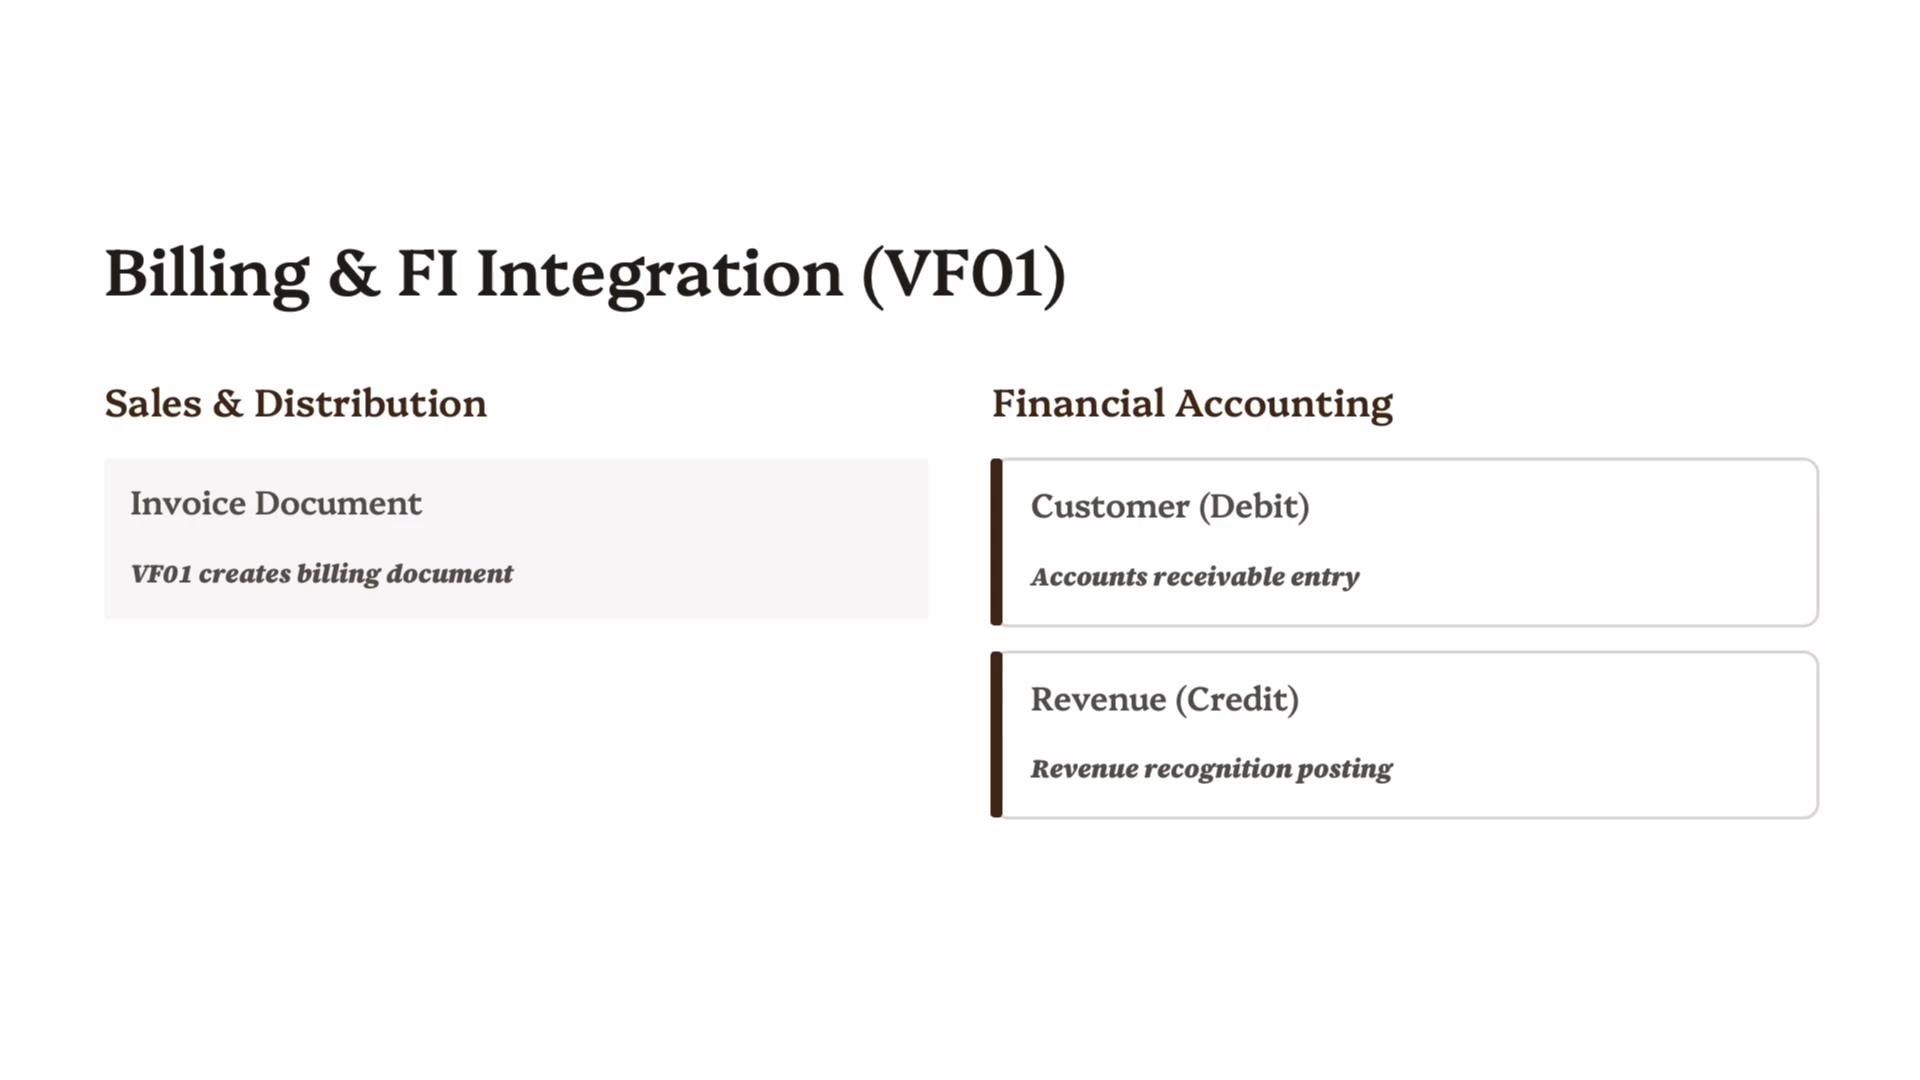 Billing & FI Integration (VF01)
Sales & Distribution
Invoice Document
VF01 creates billing document
Financial Accounting
Customer (Debit)
Accounts receivable entry
Revenue (Credit)
Revenue recognition posting